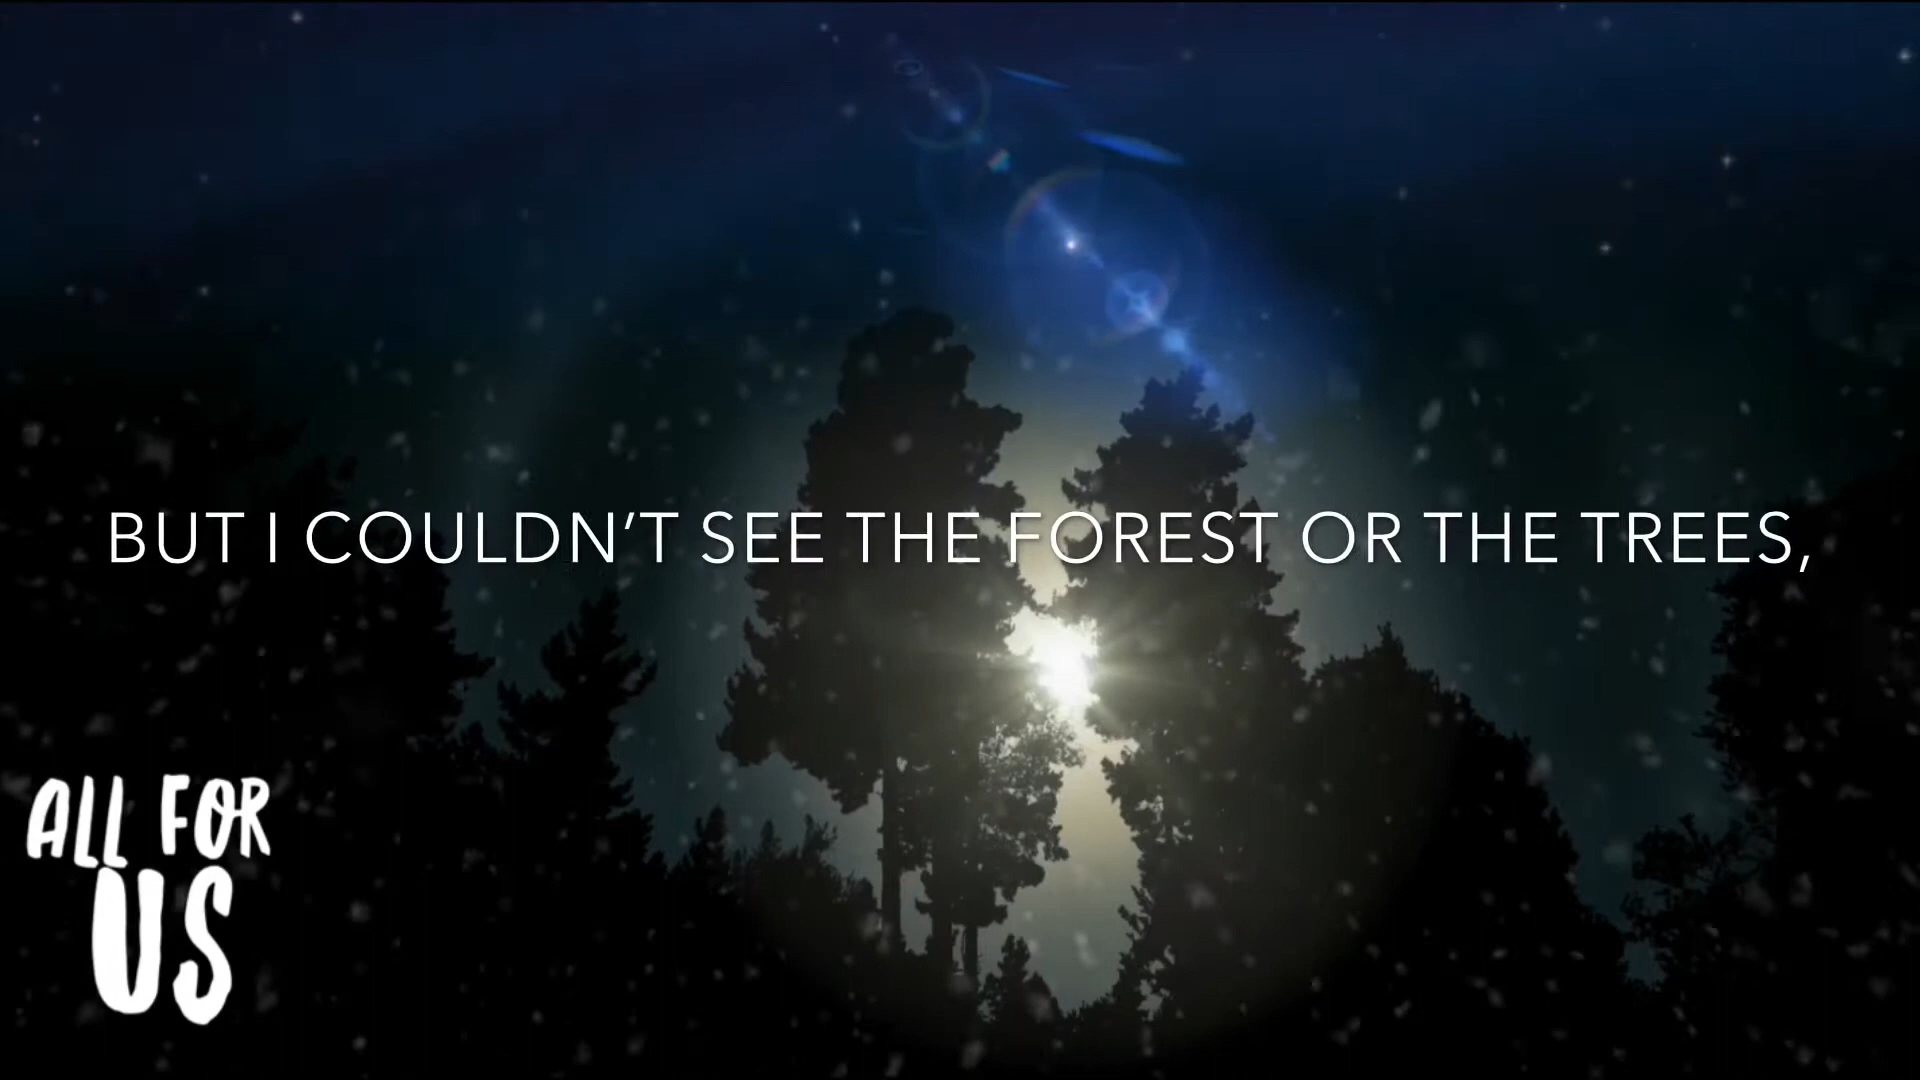 BUT I COULDN’T SEE THE FOREST OR THE TREES,
ALL FOR
US